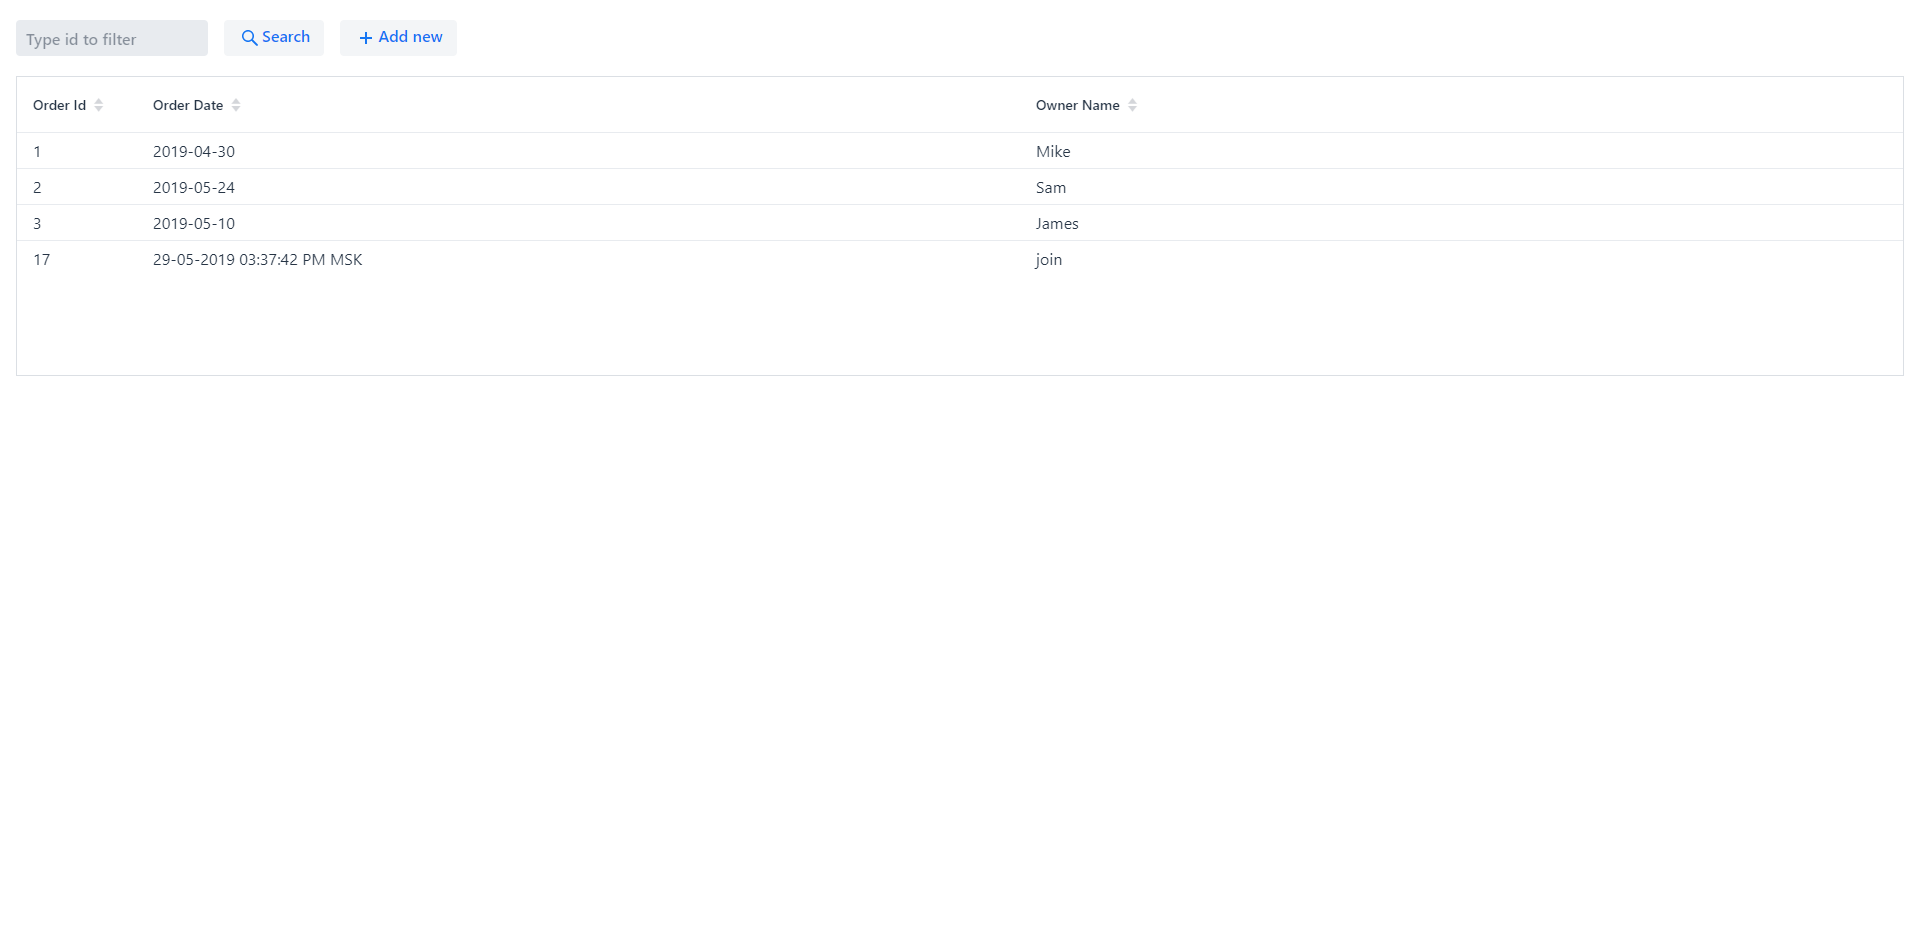 Type id to filter Search Add new
Order Id Order Date Owner Name
1 2019-04-30 Mike
2 2019-05-24 Sam
3 2019-05-10 James
17 29-05-2019 03:37:42 PM MSK join